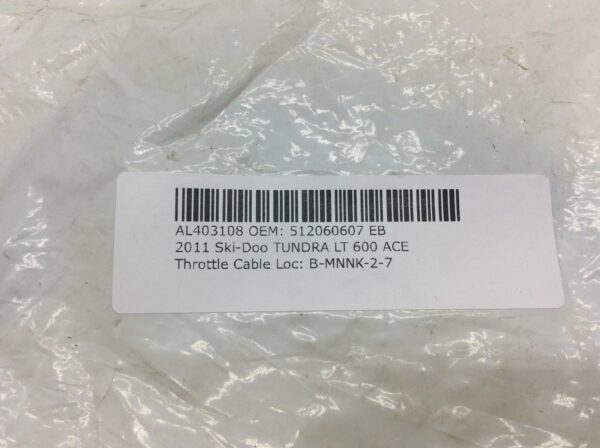 AL403108 OEM: 512060607 EB
2011 Ski-Doo TUNDRA LT 600 ACE
Throttle Cable Loc: B-MNNK-2-7